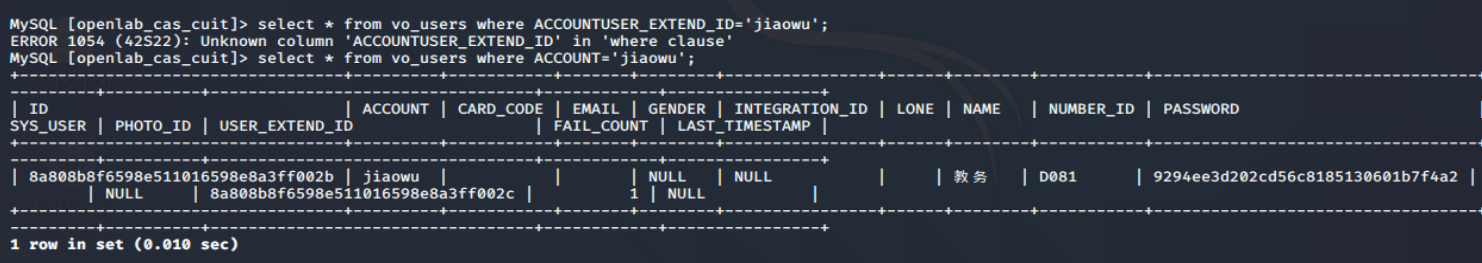 MySQL [openlab_cas_cuit]> select * from vo_users where ACCOUNTUSER_EXTEND_ID='jiaowu';
ERROR 1054 (42S22): Unknown column 'ACCOUNTUSER_EXTEND_ID' in 'where clause'
MySQL [openlab_cas_cuit]> select * from vo_users where ACCOUNT='jiaowu';
+----------------------------------+---------+-----------+-------+--------+----------------+------+--------+-----------+----------------------------------+
---------+----------+----------------------------------+------------+----------------+
| ID | ACCOUNT | CARD_CODE | EMAIL | GENDER | INTEGRATION_ID | LONE | NAME | NUMBER_ID | PASSWORD
SYS_USER | PHOTO_ID | USER_EXTEND_ID | FAIL_COUNT | LAST_TIMESTAMP |
+----------------------------------+---------+-----------+-------+--------+----------------+------+--------+-----------+----------------------------------+
---------+----------+----------------------------------+------------+----------------+
| 8a808b8f6598e511016598e8a3ff002b | jiaowu | | | NULL | NULL | | 教务 | D081 | 9294ee3d202cd56c8185130601b7f4a2 |
| NULL | 8a808b8f6598e511016598e8a3ff002c | 1 | NULL |
+----------------------------------+---------+-----------+-------+--------+----------------+------+--------+-----------+----------------------------------+
---------+----------+----------------------------------+------------+----------------+
1 row in set (0.010 sec)